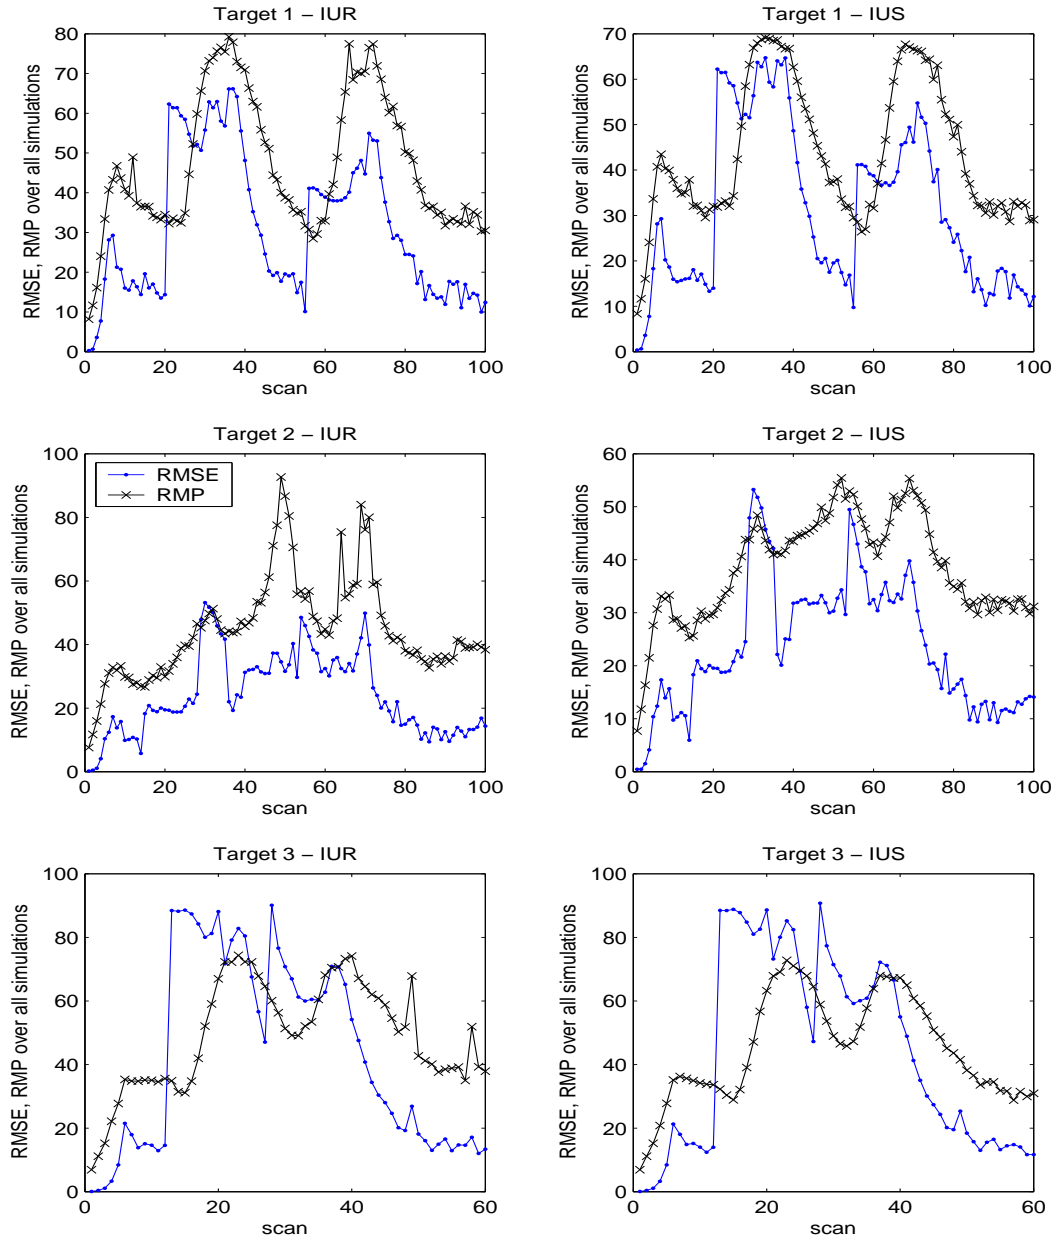 Target 1 – IUR
RMSE, RMP over all simulations
80
70
60
50
40
30
20
10
0
0 20 40 60 80 100
scan
Target 1 – IUS
RMSE, RMP over all simulations
70
60
50
40
30
20
10
0
0 20 40 60 80 100
scan
Target 2 – IUR
RMSE, RMP over all simulations
100
80
60
40
20
0
RMSE
RMP
0 20 40 60 80 100
scan
Target 2 – IUS
RMSE, RMP over all simulations
60
50
40
30
20
10
0
0 20 40 60 80 100
scan
Target 3 – IUR
RMSE, RMP over all simulations
100
80
60
40
20
0
0 20 40 60
scan
Target 3 – IUS
RMSE, RMP over all simulations
100
80
60
40
20
0
0 20 40 60
scan